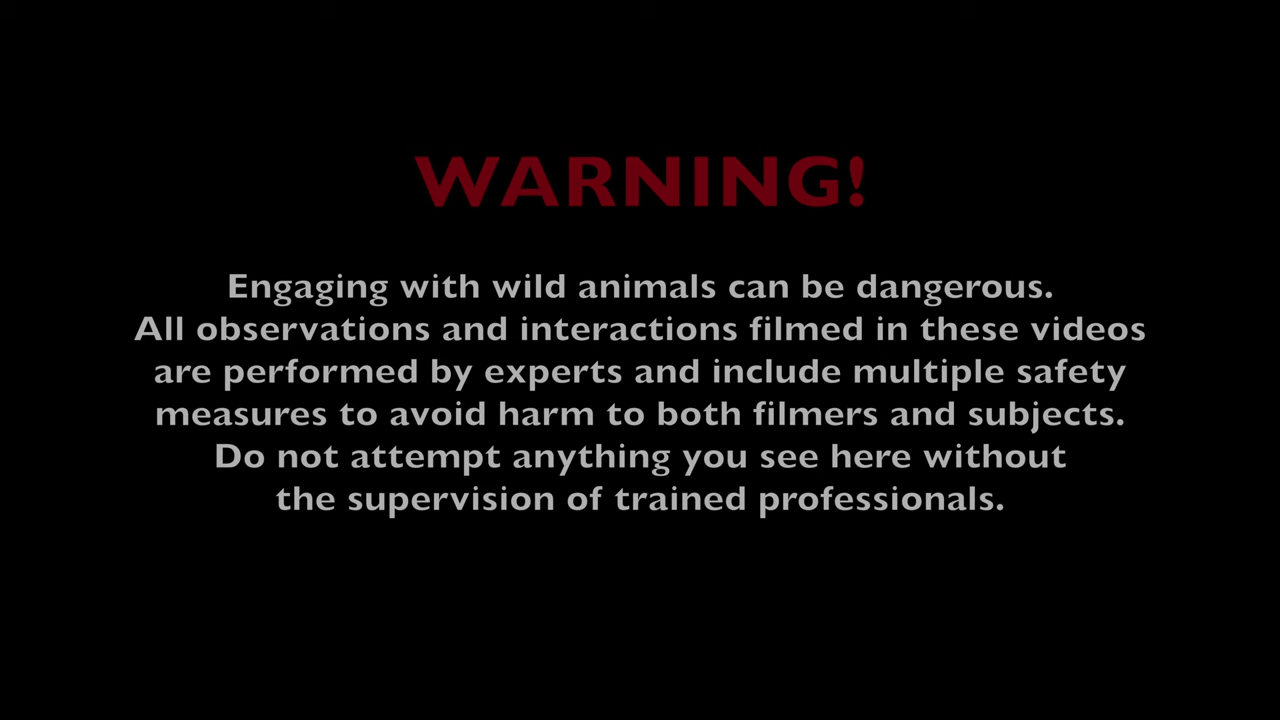 WARNING!
Engaging with wild animals can be dangerous.
All observations and interactions filmed in these videos
are performed by experts and include multiple safety
measures to avoid harm to both filmers and subjects.
Do not attempt anything you see here without
the supervision of trained professionals.